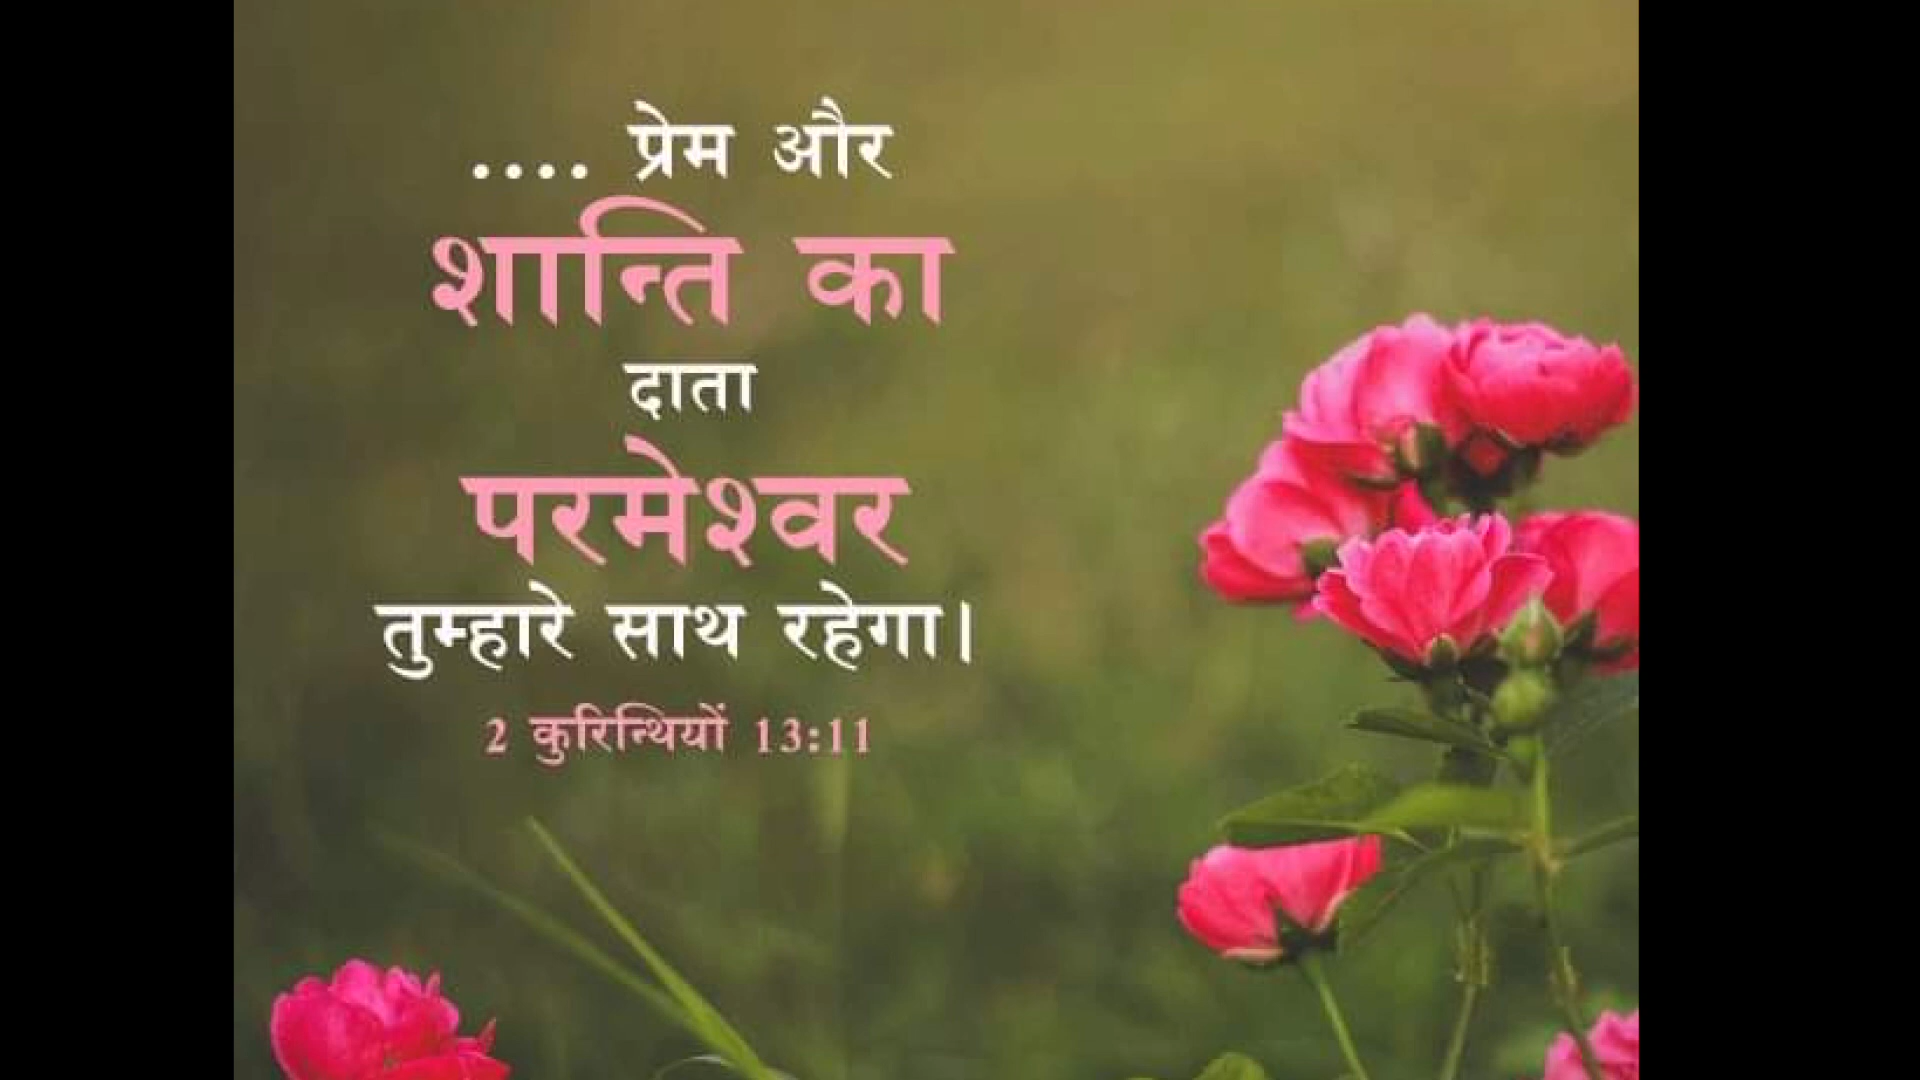 .... प्रेम और
शान्ति का
दाता
परमेश्वर
तुम्हारे साथ रहेगा।
2 कुरिन्थियों 13:11